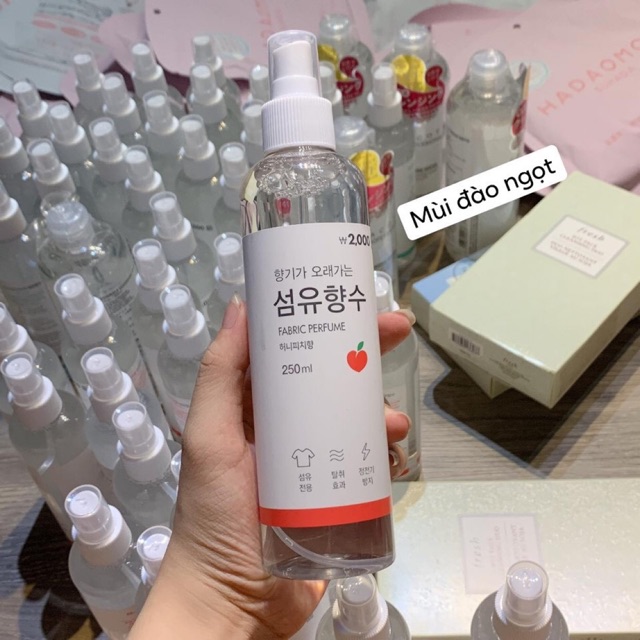 HADAOMO
Mùi đào ngọt
fresh
₩2,000
향기가 오래가는
섬유향수
FABRIC PERFUME
허니피치향
250ml
섬유
전용
탈취
효과
정전기
방지